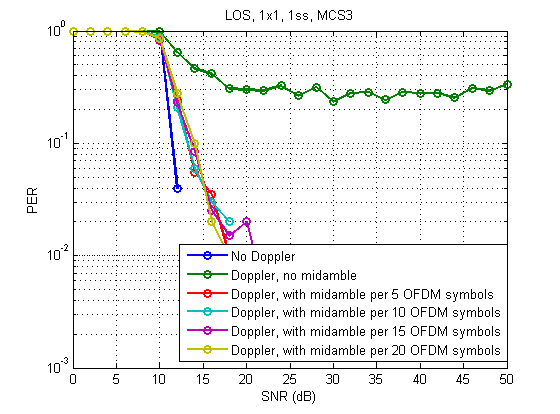 LOS, 1x1, 1ss, MCS3
10^0
10^-1
10^-2
10^-3
PER
No Doppler
Doppler, no midamble
Doppler, with midamble per 5 OFDM symbols
Doppler, with midamble per 10 OFDM symbols
Doppler, with midamble per 15 OFDM symbols
Doppler, with midamble per 20 OFDM symbols
0 5 10 15 20 25 30 35 40 45 50
SNR (dB)